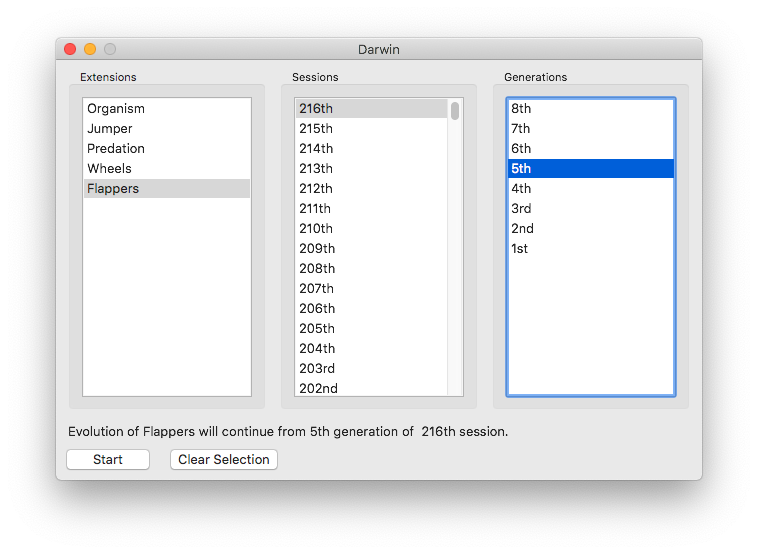 Darwin
Extensions
Organism
Jumper
Predation
Wheels
Flappers
Sessions
216th
215th
214th
213th
212th
211th
210th
209th
208th
207th
206th
205th
204th
203rd
202nd
Generations
8th
7th
6th
5th
4th
3rd
2nd
1st
Evolution of Flappers will continue from 5th generation of  216th session.
Start
Clear Selection